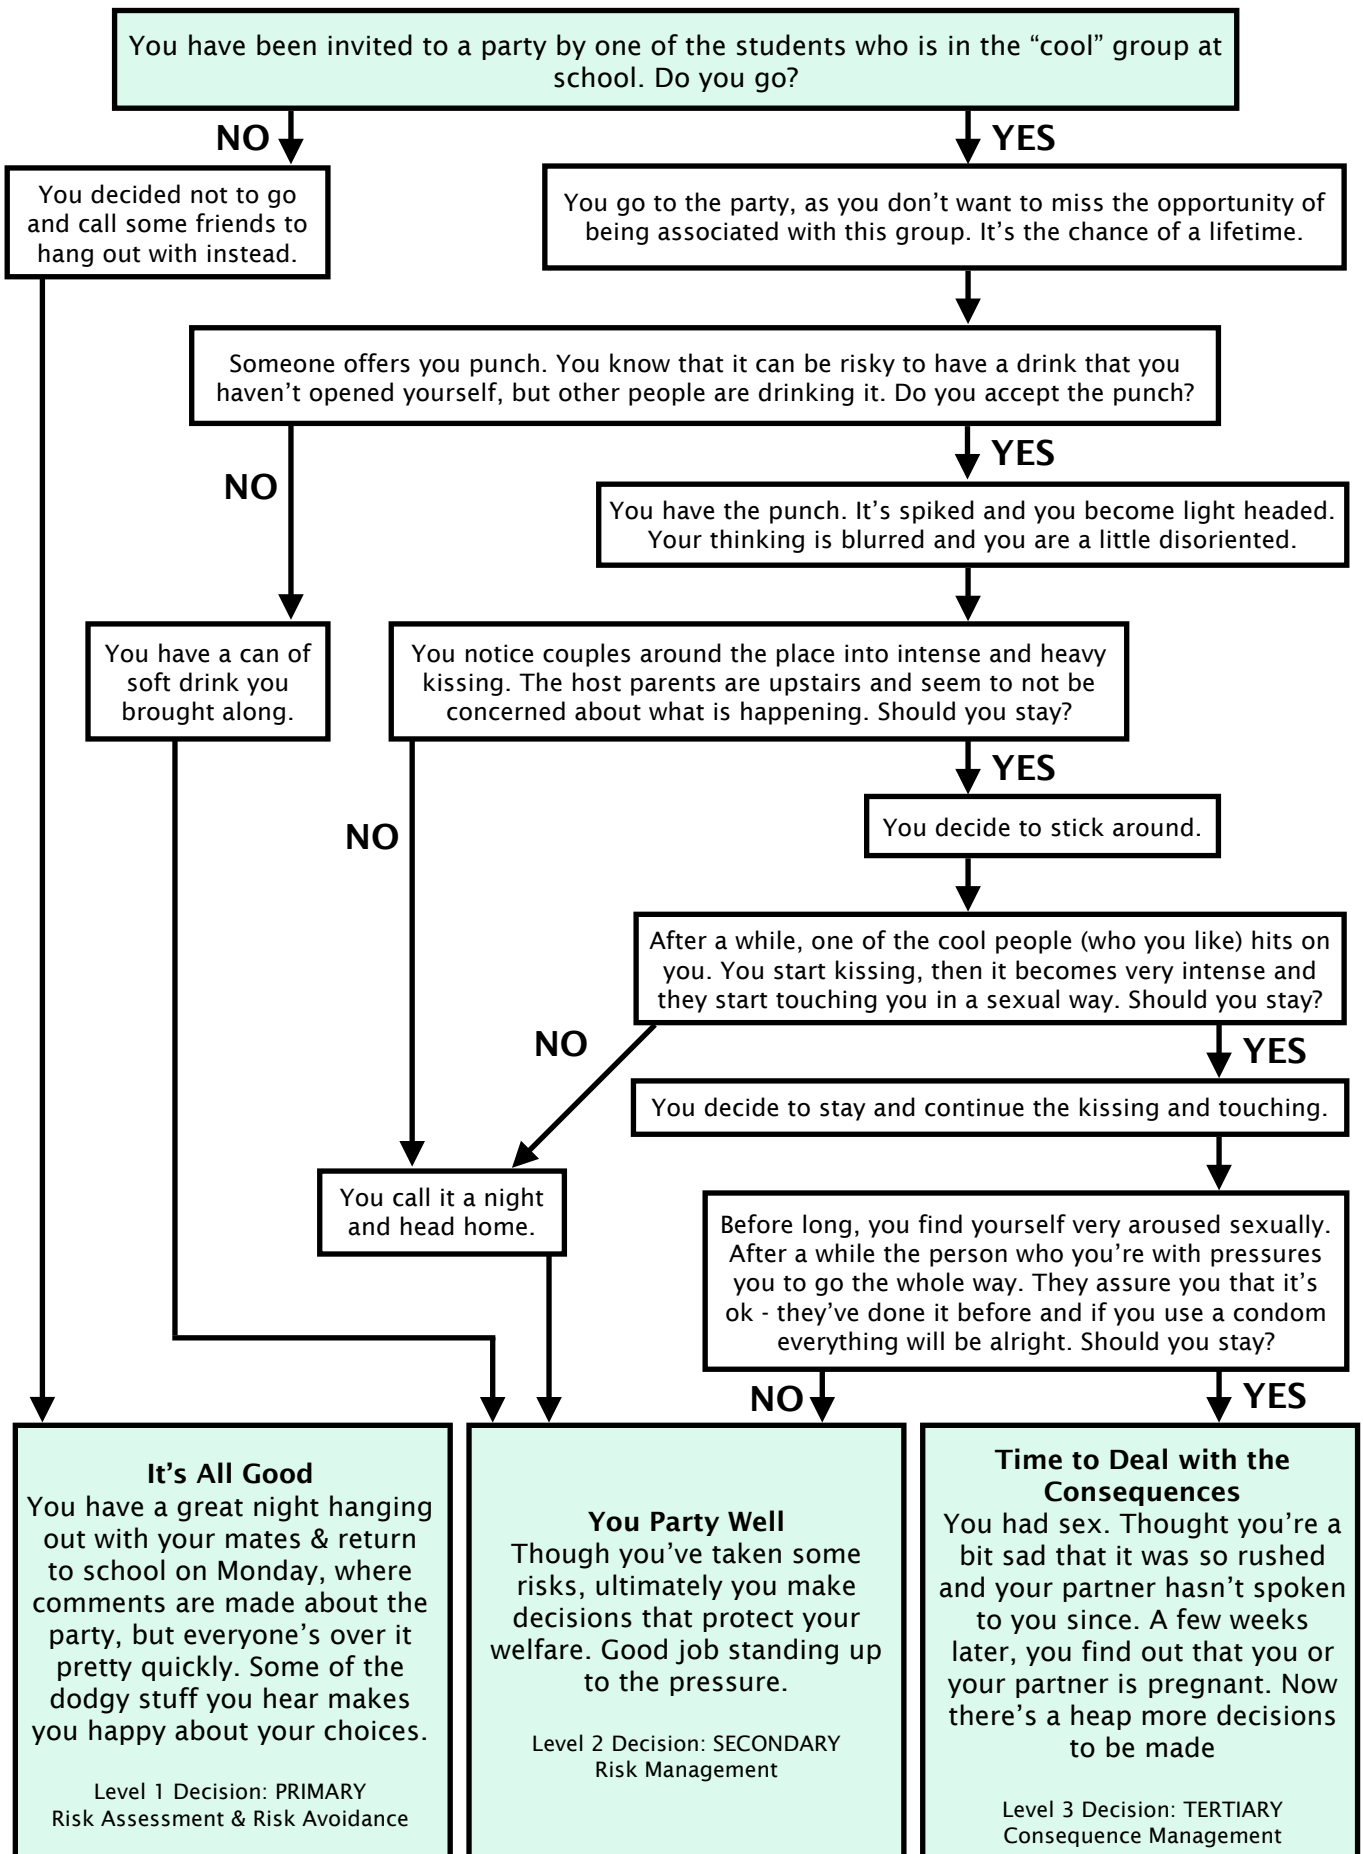 You have been invited to a party by one of the students who is in the “cool” group at
school. Do you go?
NO
YES
You decided not to go
and call some friends to
hang out with instead.
You go to the party, as you don’t want to miss the opportunity of
being associated with this group. It’s the chance of a lifetime.
Someone offers you punch. You know that it can be risky to have a drink that you
haven’t opened yourself, but other people are drinking it. Do you accept the punch?
NO
YES
You have the punch. It’s spiked and you become light headed.
Your thinking is blurred and you are a little disoriented.
You have a can of
soft drink you
brought along.
You notice couples around the place into intense and heavy
kissing. The host parents are upstairs and seem to not be
concerned about what is happening. Should you stay?
NO
YES
You decide to stick around.
After a while, one of the cool people (who you like) hits on
you. You start kissing, then it becomes very intense and
they start touching you in a sexual way. Should you stay?
NO
YES
You decide to stay and continue the kissing and touching.
You call it a night
and head home.
Before long, you find yourself very aroused sexually.
After a while the person who you’re with pressures
you to go the whole way. They assure you that it’s
ok - they’ve done it before and if you use a condom
everything will be alright. Should you stay?
NO
YES
It’s All Good
You have a great night hanging
out with your mates & return
to school on Monday, where
comments are made about the
party, but everyone’s over it
pretty quickly. Some of the
dodgy stuff you hear makes
you happy about your choices.
Level 1 Decision: PRIMARY
Risk Assessment & Risk Avoidance
You Party Well
Though you’ve taken some
risks, ultimately you make
decisions that protect your
welfare. Good job standing up
to the pressure.
Level 2 Decision: SECONDARY
Risk Management
Time to Deal with the
Consequences
You had sex. Thought you’re a
bit sad that it was so rushed
and your partner hasn’t spoken
to you since. A few weeks
later, you find out that you or
your partner is pregnant. Now
there’s a heap more decisions
to be made
Level 3 Decision: TERTIARY
Consequence Management